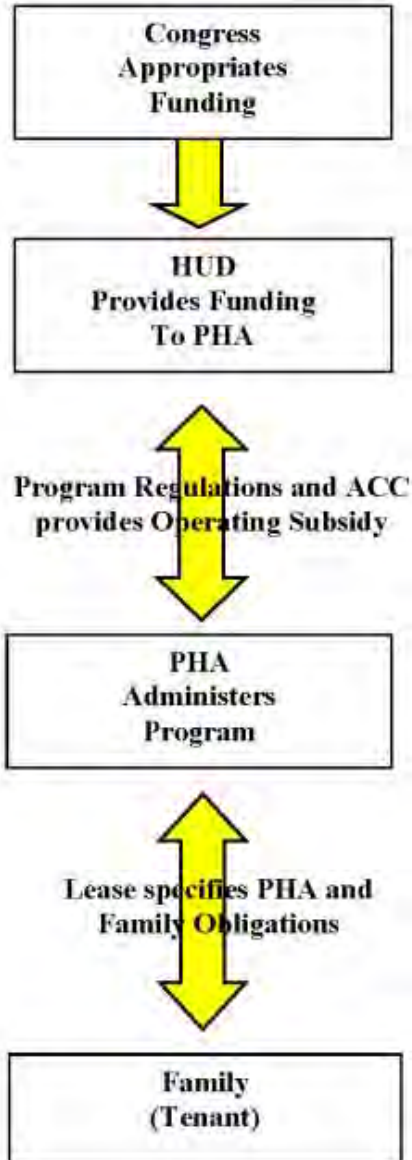 Congress
Appropriates
Funding
HUD
Provides Funding
To PHA
Program Regulations and ACC
provides Operating Subsidy
PHA
Administers
Program
Lease specifies PHA and
Family Obligations
Family
(Tenant)